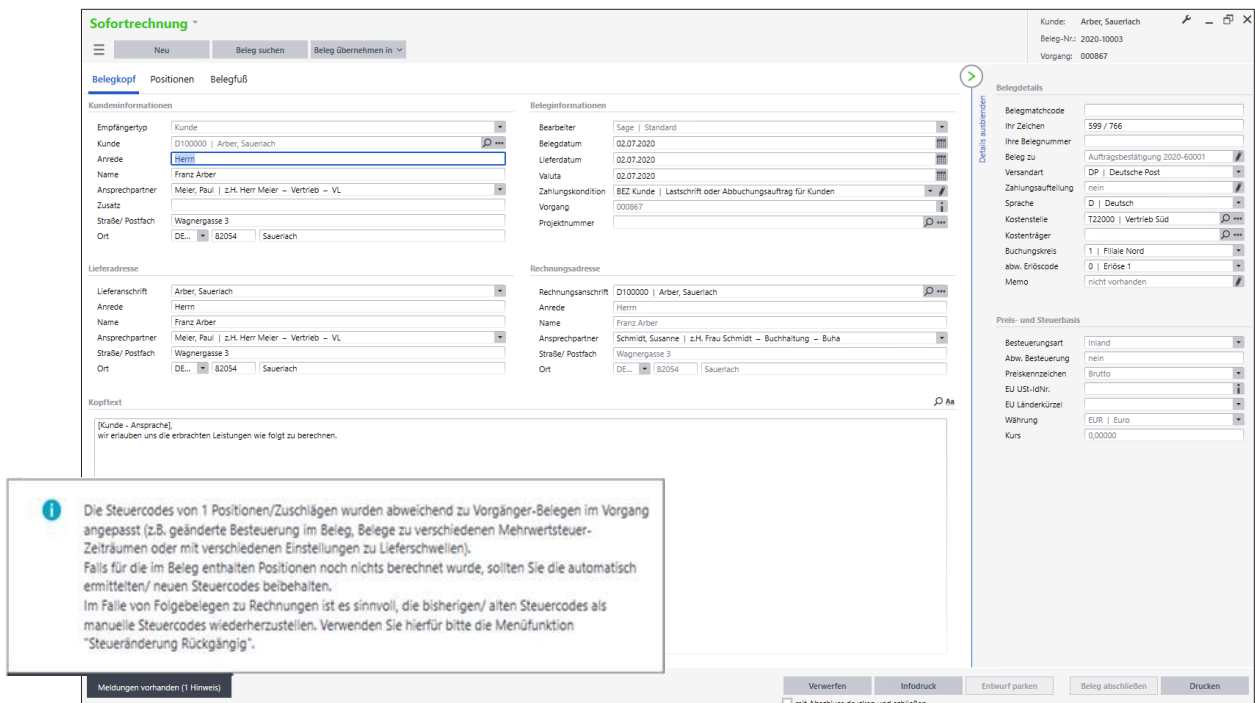 Sofortrechnung
Kunde: Arber, Sauerlach
Beleg-Nr.: 2020-10003
Vorgang: 000867
Neu
Beleg suchen
Beleg übernehmen in
Belegkopf Positionen Belegfuß
Details ausblenden
Kundeninformationen
Empfängertyp Kunde
Kunde D100000 | Arber, Sauerlach
Anrede Herrn
Name Franz Arber
Ansprechpartner Meier, Paul | z.H. Herr Meier – Vertrieb – VL
Zusatz
Straße/ Postfach Wagnergasse 3
Ort DE... 82054 Sauerlach
Beleginformationen
Bearbeiter Sage | Standard
Belegdatum 02.07.2020
Lieferdatum 02.07.2020
Valuta 02.07.2020
Zahlungskondition BEZ Kunde | Lastschrift oder Abbuchungsauftrag für Kunden
Vorgang 000867
Projektnummer
Lieferadresse
Lieferanschrift Arber, Sauerlach
Anrede Herrn
Name Franz Arber
Ansprechpartner Meier, Paul | z.H. Herr Meier – Vertrieb – VL
Straße/ Postfach Wagnergasse 3
Ort DE... 82054 Sauerlach
Rechnungsadresse
Rechnungsanschrift D100000 | Arber, Sauerlach
Anrede Herrn
Name Franz Arber
Ansprechpartner Schmidt, Susanne | z.H. Frau Schmidt – Buchhaltung – Buha
Straße/ Postfach Wagnergasse 3
Ort DE... 82054 Sauerlach
Kopftext
Aa
[Kunde - Ansprache],
wir erlauben uns die erbrachten Leistungen wie folgt zu berechnen.
Belegdetails
Belegmatchcode
Ihr Zeichen 599 / 766
Ihre Belegnummer
Beleg zu Auftragsbestätigung 2020-60001
Versandart DP | Deutsche Post
Zahlungsaufteilung nein
Sprache D | Deutsch
Kostenstelle T22000 | Vertrieb Süd
Kostenträger
Buchungskreis 1 | Filiale Nord
abw. Erlöscode 0 | Erlöse 1
Memo nicht vorhanden
Preis- und Steuerbasis
Besteuerungsart Inland
Abw. Besteuerung nein
Preiskennzeichen Brutto
EU USt-IdNr.
EU Länderkürzel
Währung EUR | Euro
Kurs 0,00000
Die Steuercodes von 1 Positionen/Zuschlägen wurden abweichend zu Vorgänger-Belegen im Vorgang
angepasst (z.B. geänderte Besteuerung im Beleg, Belege zu verschiedenen Mehrwertsteuer-
Zeiträumen oder mit verschiedenen Einstellungen zu Lieferschwellen).
Falls für die im Beleg enthalten Positionen noch nichts berechnet wurde, sollten Sie die automatisch
ermittelten/ neuen Steuercodes beibehalten.
Im Falle von Folgebelegen zu Rechnungen ist es sinnvoll, die bisherigen/ alten Steuercodes als
manuelle Steuercodes wiederherzustellen. Verwenden Sie hierfür bitte die Menüfunktion
"Steueränderung Rückgängig".
Meldungen vorhanden (1 Hinweis)
Verwerfen
Infodruck
Entwurf parken
Beleg abschließen
Drucken
mit Abschluss drucken und schließen